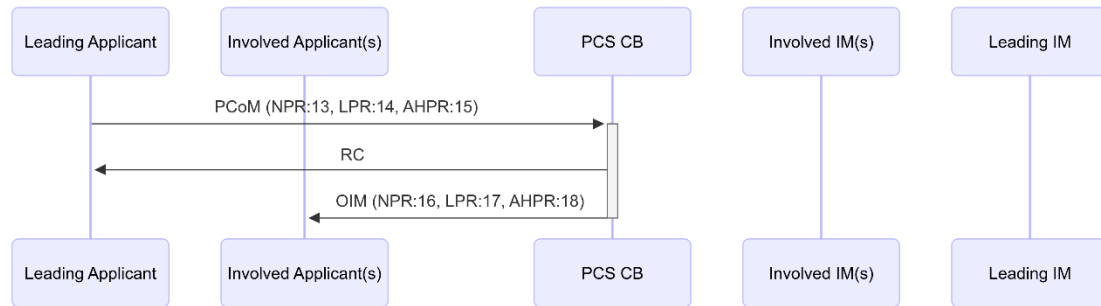 Leading Applicant
Involved Applicant(s)
PCS CB
Involved IM(s)
Leading IM
PCoM (NPR:13, LPR:14, AHPR:15)
RC
OIM (NPR:16, LPR:17, AHPR:18)
Leading Applicant
Involved Applicant(s)
PCS CB
Involved IM(s)
Leading IM